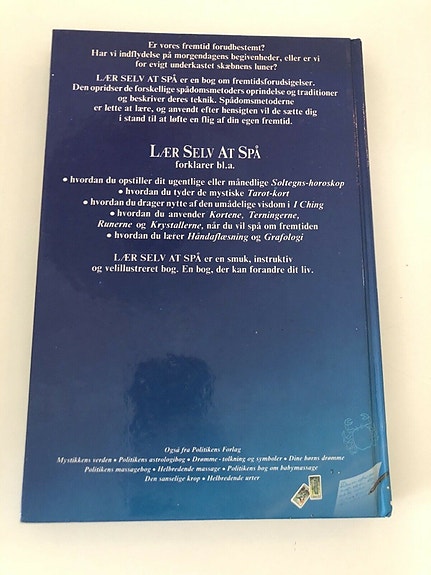 Er vores fremtid forudbestemt?
Har vi indflydelse på morgendagens begivenheder, eller er vi
for evigt underkastet skæbnens luner?
LÆR SELV AT SPÅ er en bog om fremtidsforudsigelser.
Den opridser de forskellige spådomsmetoders oprindelse og traditioner
og beskriver deres teknik. Spådomsmetoderne
er lette at lære, og anvendt efter hensigten vil de sætte dig
i stand til at løfte en flig af din egen fremtid.
LÆR SELV AT SPÅ
forklarer bl.a.
• hvordan du opstiller dit ugentlige eller månedlige Soltegns-horoskop
• hvordan du tyder de mystiske Tarot-kort
• hvordan du drager nytte af den umådelige visdom i I Ching
• hvordan du anvender Kortene, Terningerne,
Runerne og Krystallerne, når du vil spå om fremtiden
• hvordan du lærer Håndaflæsning og Grafologi
LÆR SELV AT SPÅ er en smuk, instruktiv
og velillustreret bog. En bog, der kan forandre dit liv.
Også fra Politikens Forlag
Mystikkens verden • Politikens astrologibog • Drømme - tolkning og symboler • Dine børns drømme
Politikens massagebog • Helbredende massage • Politikens bog om babymassage
Den sanselige krop • Helbredende urter